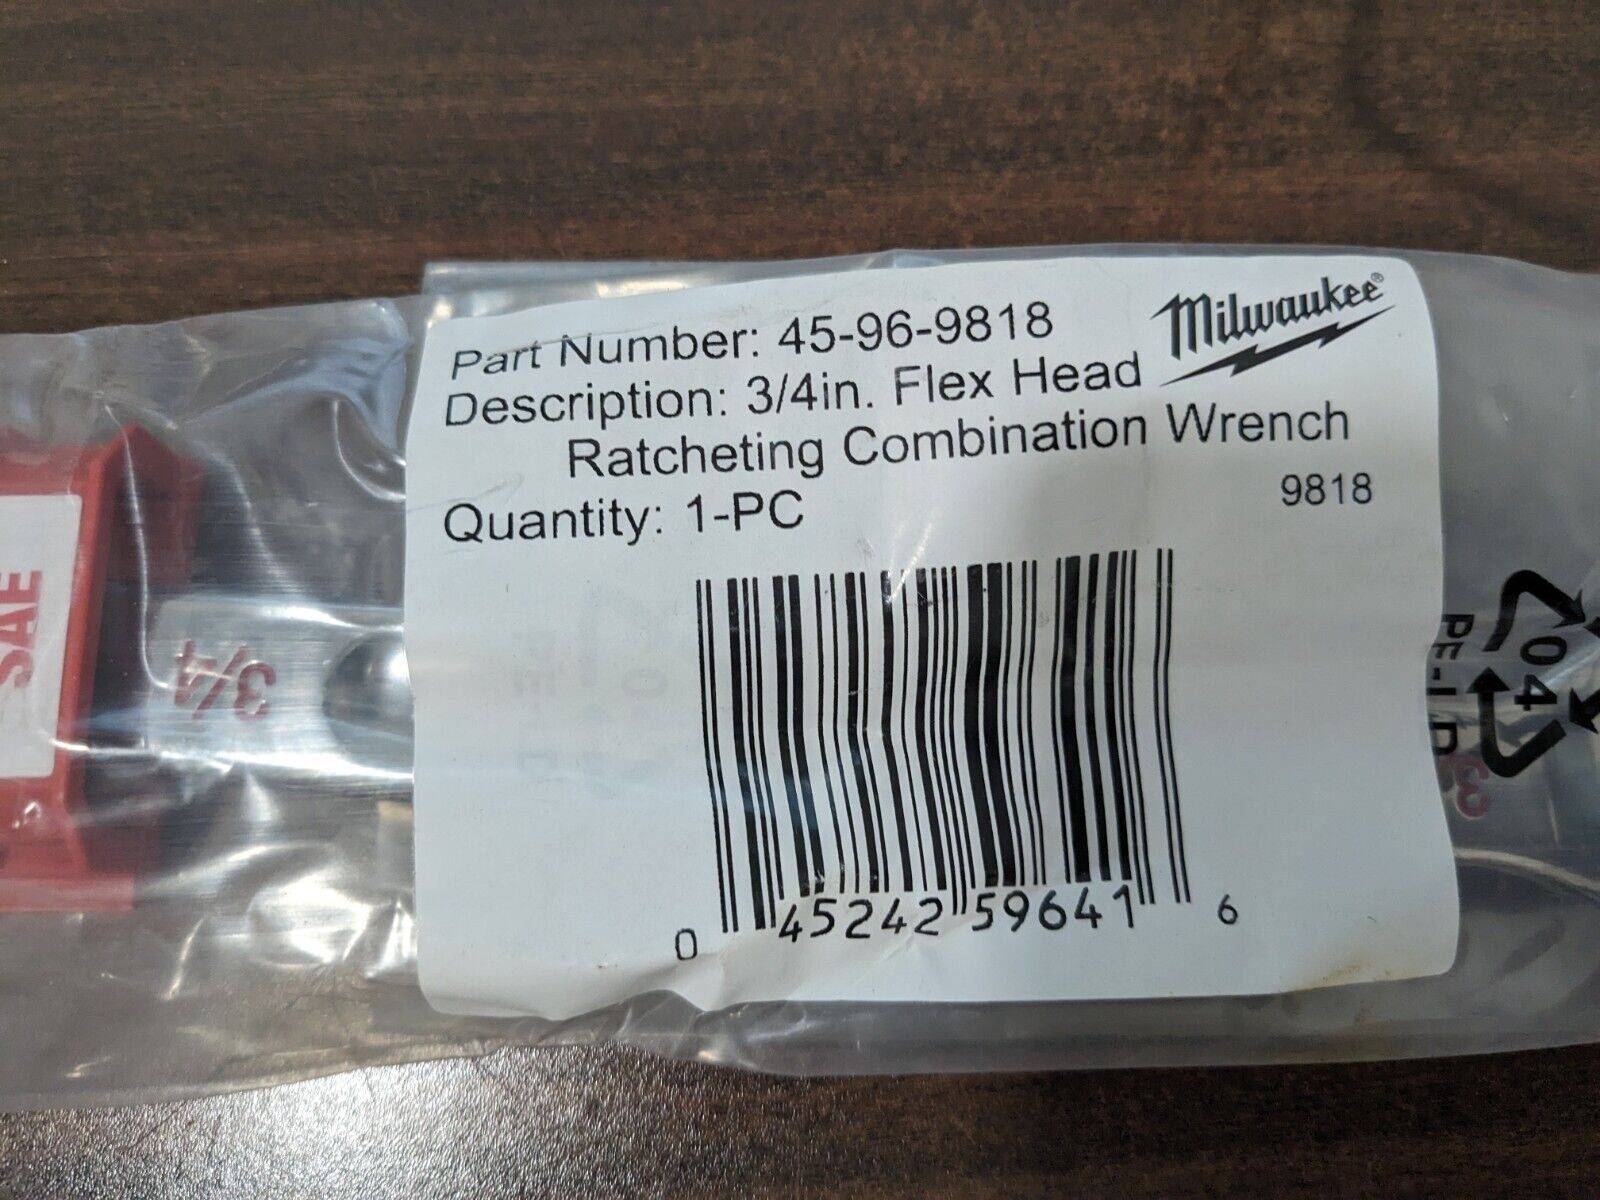 Milwaukee®
Part Number: 45-96-9818
Description: 3/4in. Flex Head
Ratcheting Combination Wrench
Quantity: 1-PC
9818
0 45242 59641 6
SAE
3/4
04
PE-LD